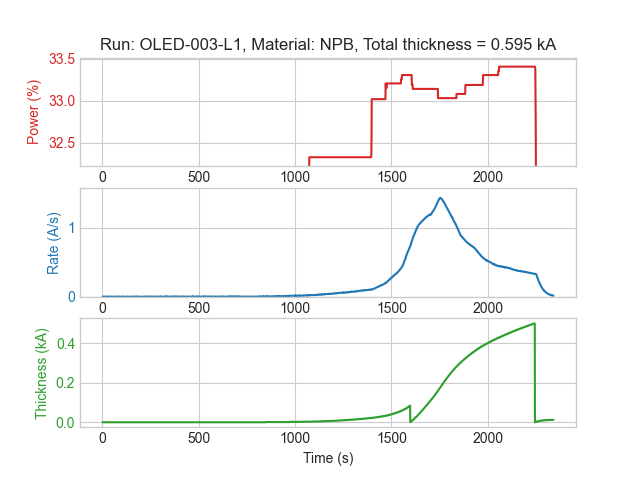 Run: OLED-003-L1, Material: NPB, Total thickness = 0.595 kA
Power (%)
33.5
33.0
32.5
0 500 1000 1500 2000
Rate (A/s)
1
0
0 500 1000 1500 2000
Thickness (kA)
0.4
0.2
0.0
0 500 1000 1500 2000
Time (s)